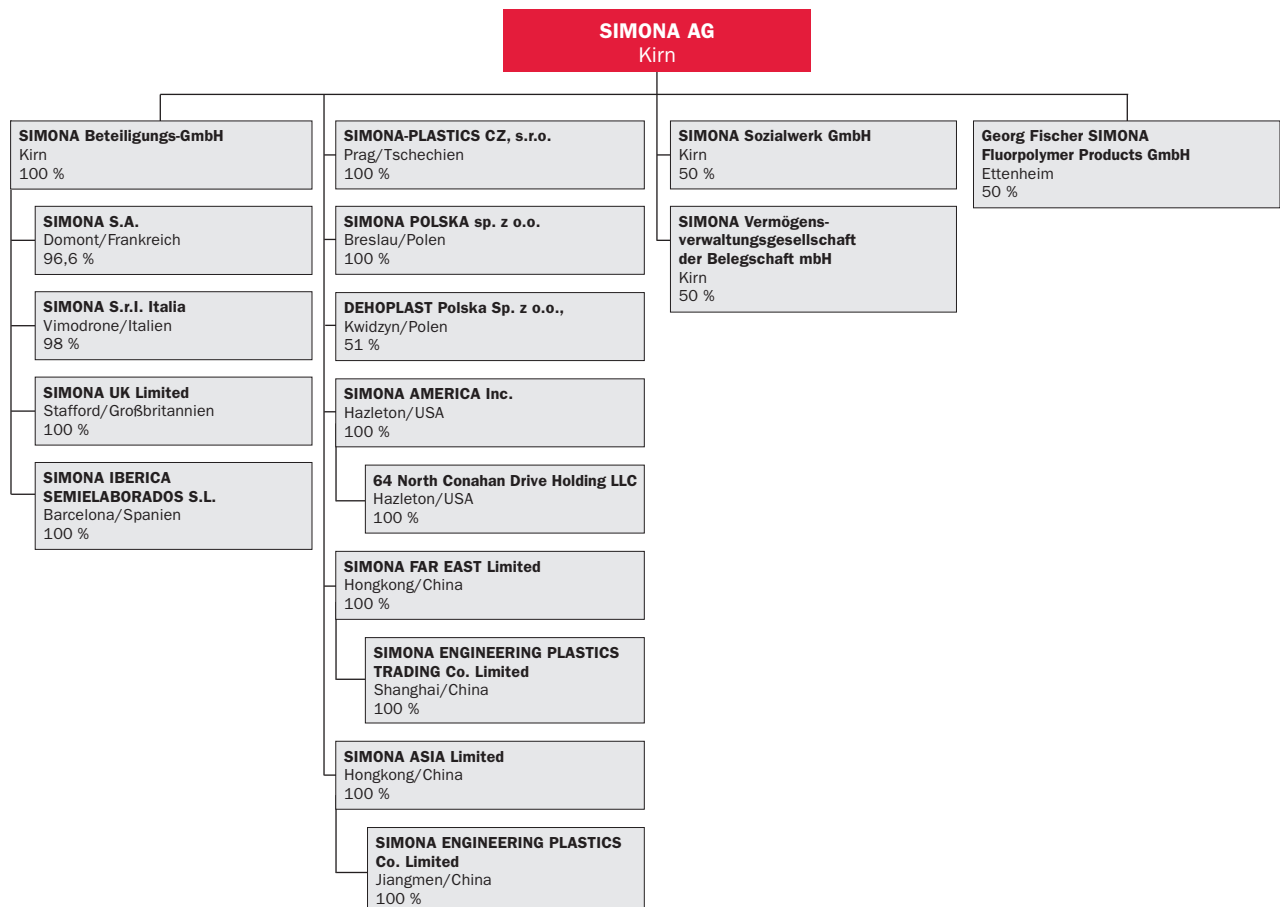 SIMONA AG
Kirn
SIMONA Beteiligungs-GmbH
Kirn
100 %
SIMONA S.A.
Domont/Frankreich
96,6 %
SIMONA S.r.l. Italia
Vimodrone/Italien
98 %
SIMONA UK Limited
Stafford/Großbritannien
100 %
SIMONA IBERICA
SEMIELABORADOS S.L.
Barcelona/Spanien
100 %
SIMONA-PLASTICS CZ, s.r.o.
Prag/Tschechien
100 %
SIMONA POLSKA sp. z o.o.
Breslau/Polen
100 %
DEHOPLAST Polska Sp. z o.o.,
Kwidzyn/Polen
51 %
SIMONA AMERICA Inc.
Hazleton/USA
100 %
64 North Conahan Drive Holding LLC
Hazleton/USA
100 %
SIMONA FAR EAST Limited
Hongkong/China
100 %
SIMONA ENGINEERING PLASTICS
TRADING Co. Limited
Shanghai/China
100 %
SIMONA ASIA Limited
Hongkong/China
100 %
SIMONA ENGINEERING PLASTICS
Co. Limited
Jiangmen/China
100 %
SIMONA Sozialwerk GmbH
Kirn
50 %
SIMONA Vermögens-
verwaltungsgesellschaft
der Belegschaft mbH
Kirn
50 %
Georg Fischer SIMONA
Fluorpolymer Products GmbH
Ettenheim
50 %